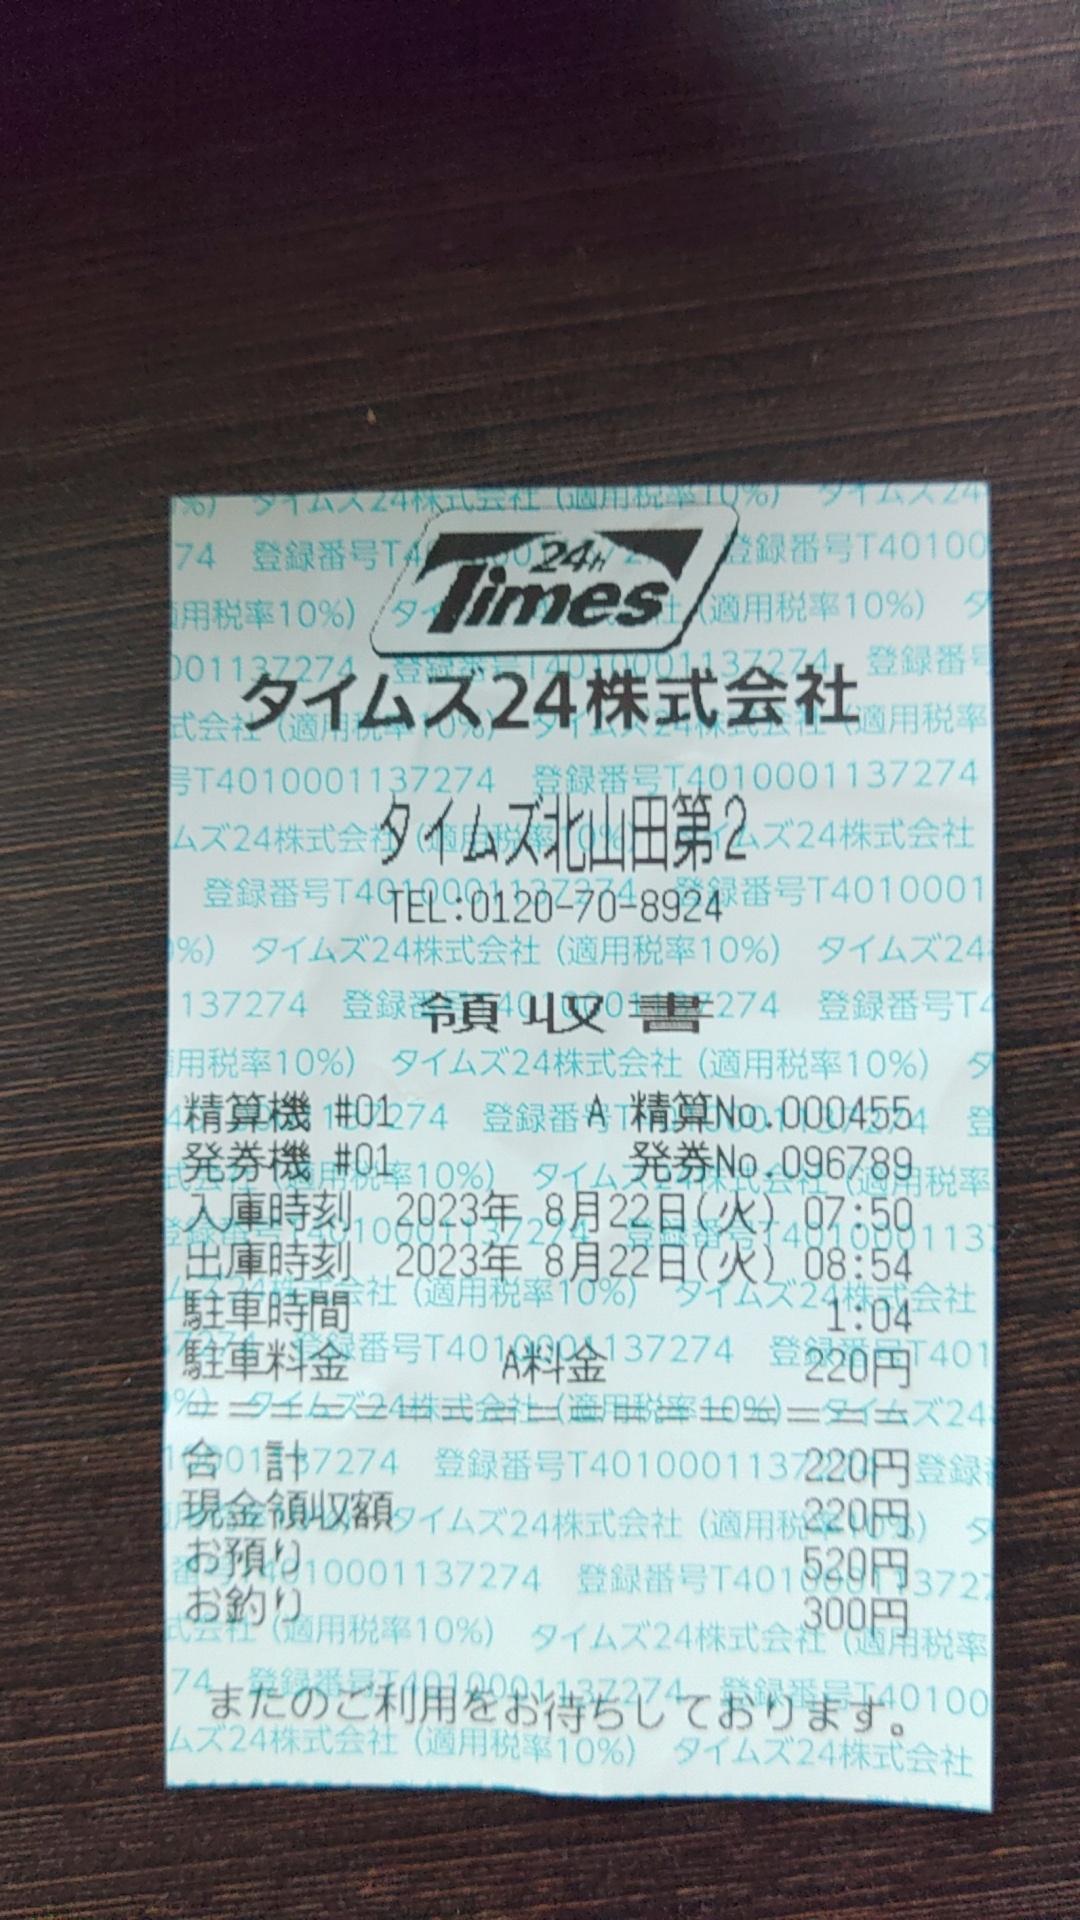 24h
Times
タイムズ24株式会社
タイムズ北山田第2
TEL:0120-70-8924
領収書
精算機 #01 A 精算No.000455
発券機 #01 発券No.096789
入庫時刻 2023年 8月22日(火) 07:50
出庫時刻 2023年 8月22日(火) 08:54
駐車時間 1:04
駐車料金 A料金 220円
====================
合 計 220円
現金領収額 220円
お預り 520円
お釣り 300円
またのご利用をお待ちしております。
タイムズ24株式会社 (適用税率10%)
登録番号T4010001137274